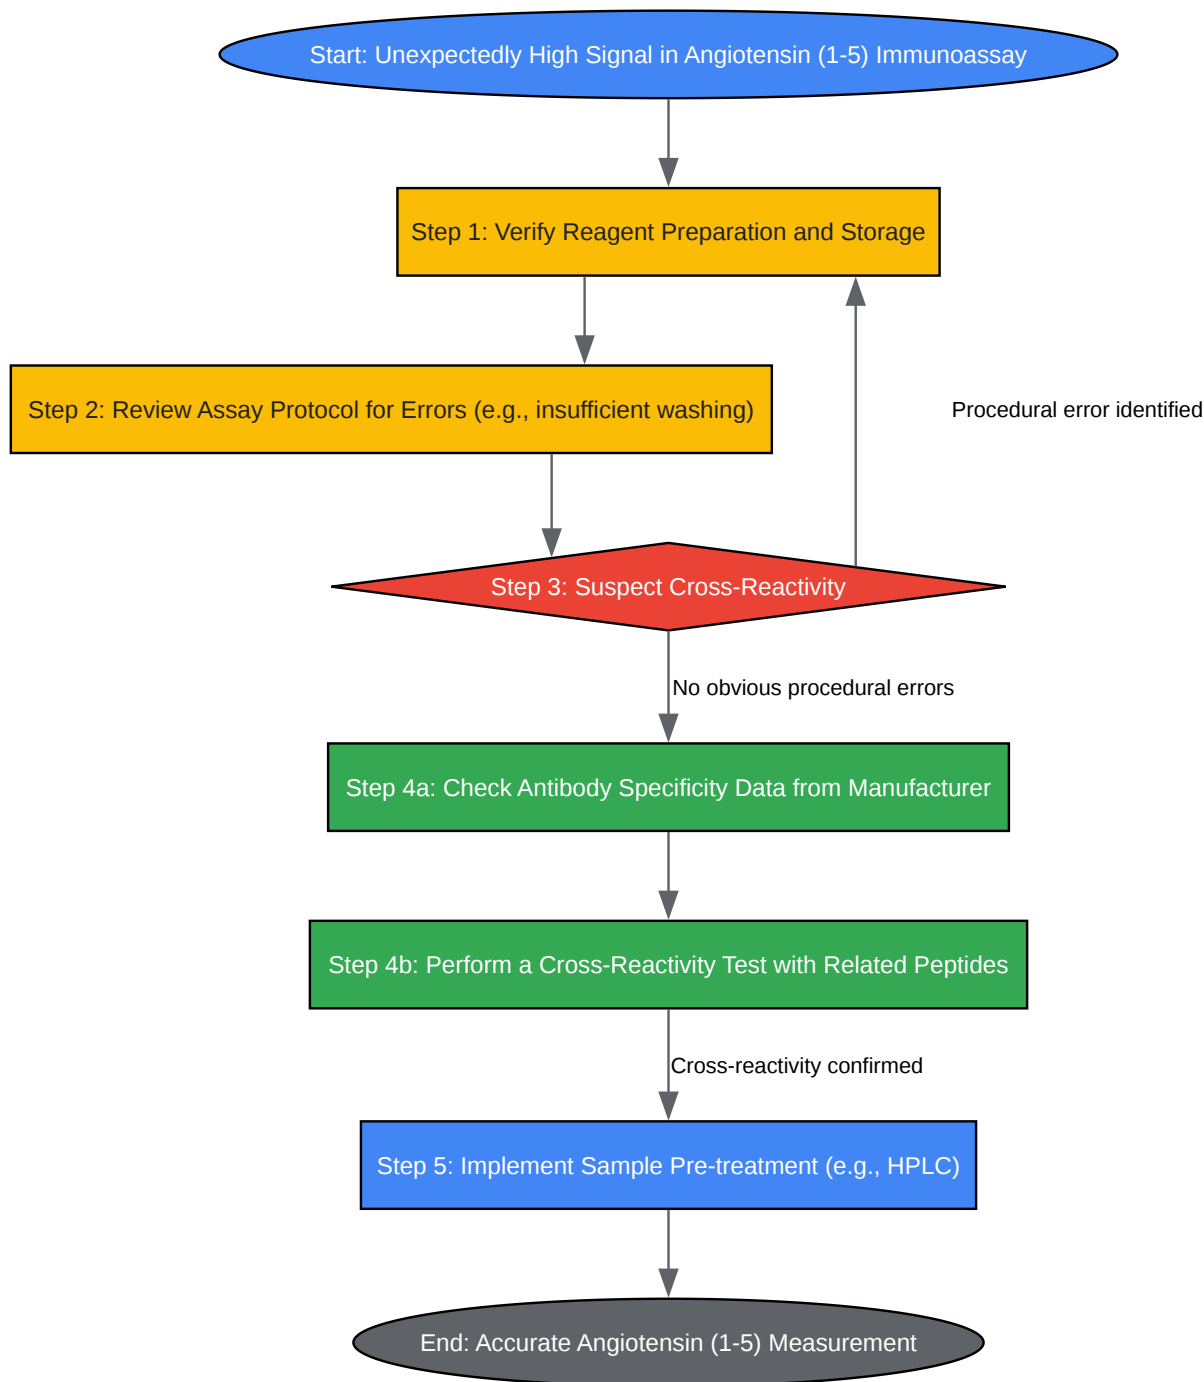 Start: Unexpectedly High Signal in Angiotensin (1-5) Immunoassay
Step 1: Verify Reagent Preparation and Storage
Step 2: Review Assay Protocol for Errors (e.g., insufficient washing)
Procedural error identified
Step 3: Suspect Cross-Reactivity
No obvious procedural errors
Step 4a: Check Antibody Specificity Data from Manufacturer
Step 4b: Perform a Cross-Reactivity Test with Related Peptides
Cross-reactivity confirmed
Step 5: Implement Sample Pre-treatment (e.g., HPLC)
End: Accurate Angiotensin (1-5) Measurement